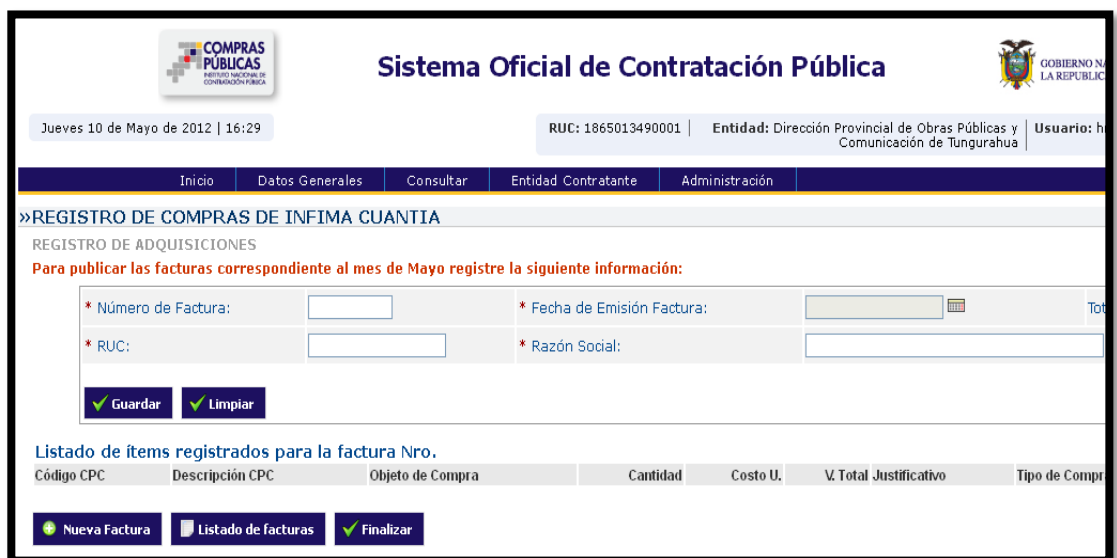 COMPRAS
PÚBLICAS
INSTITUTO NACIONAL DE
CONTRATACIÓN PÚBLICA
Sistema Oficial de Contratación Pública
GOBIERNO NA
LA REPUBLIC
Jueves 10 de Mayo de 2012 | 16:29
RUC: 1865013490001 | Entidad: Dirección Provincial de Obras Públicas y Comunicación de Tungurahua | Usuario: h
Inicio Datos Generales Consultar Entidad Contratante Administración
»REGISTRO DE COMPRAS DE INFIMA CUANTIA
REGISTRO DE ADQUISICIONES
Para publicar las facturas correspondiente al mes de Mayo registre la siguiente información:
* Número de Factura: * Fecha de Emisión Factura: Tot
* RUC: * Razón Social:
Guardar Limpiar
Listado de ítems registrados para la factura Nro.
Código CPC Descripción CPC Objeto de Compra Cantidad Costo U. V. Total Justificativo Tipo de Compr
Nueva Factura Listado de facturas Finalizar